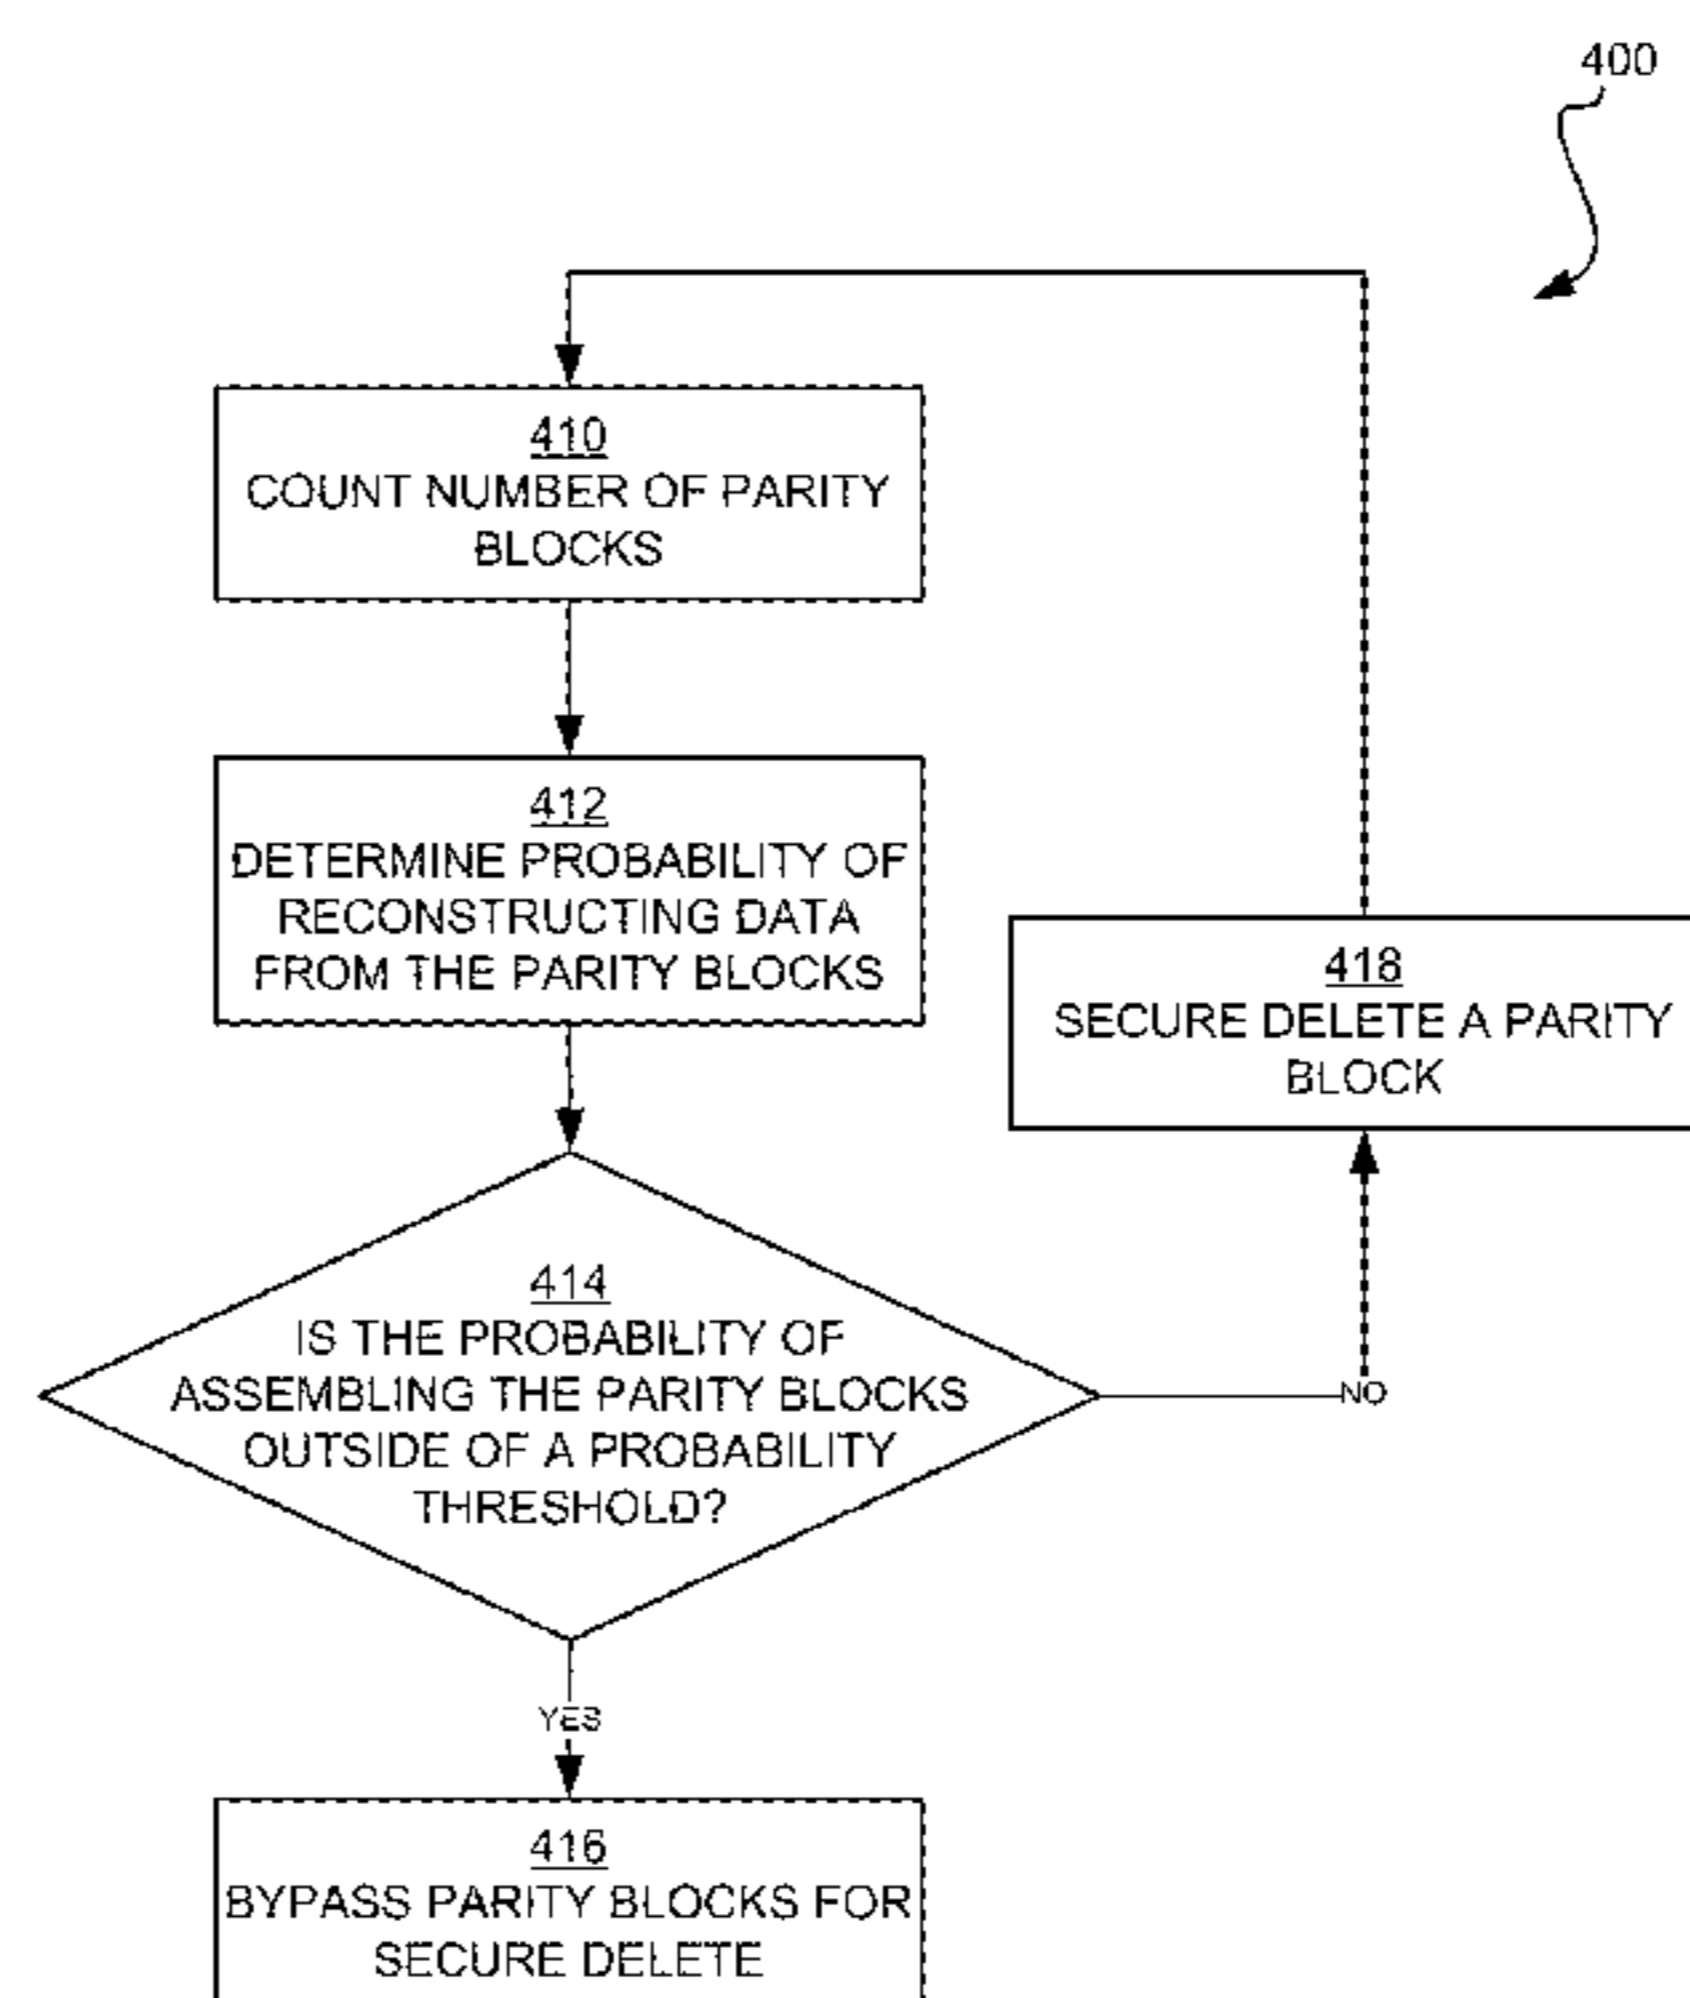 400
410
COUNT NUMBER OF PARITY
BLOCKS
412
DETERMINE PROBABILITY OF
RECONSTRUCTING DATA
FROM THE PARITY BLOCKS
418
SECURE DELETE A PARITY
BLOCK
414
IS THE PROBABILITY OF
ASSEMBLING THE PARITY BLOCKS
OUTSIDE OF A PROBABILITY
THRESHOLD?
NO
YES
416
BYPASS PARITY BLOCKS FOR
SECURE DELETE